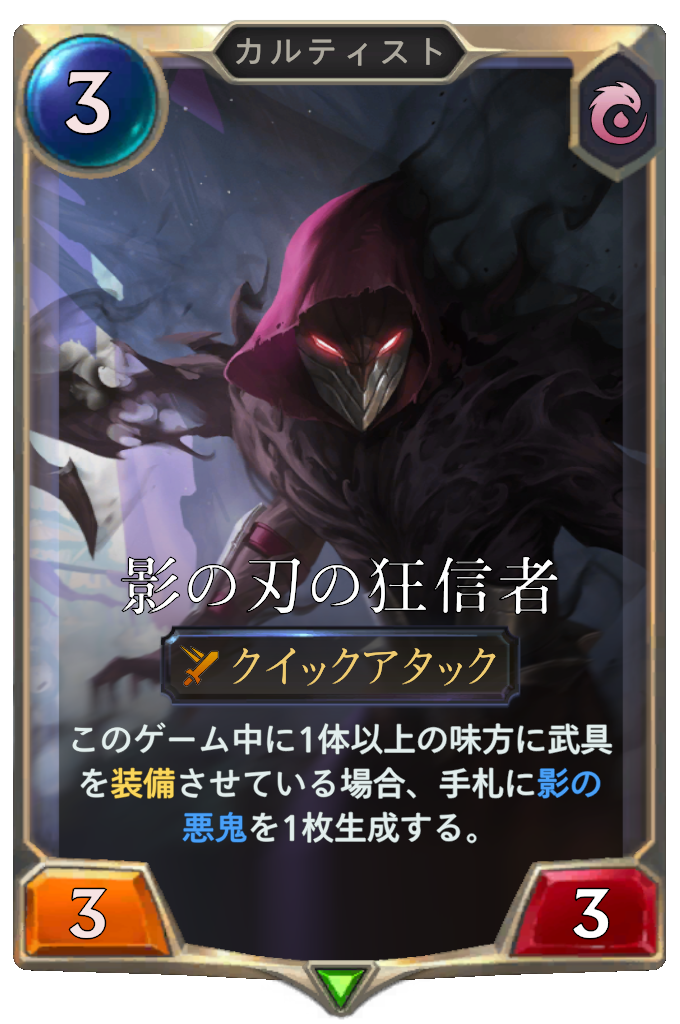 カルティスト
3
影の刃の狂信者
クイックアタック
このゲーム中に1体以上の味方に武具
を装備させている場合、手札に影の
悪鬼を1枚生成する。
3
3